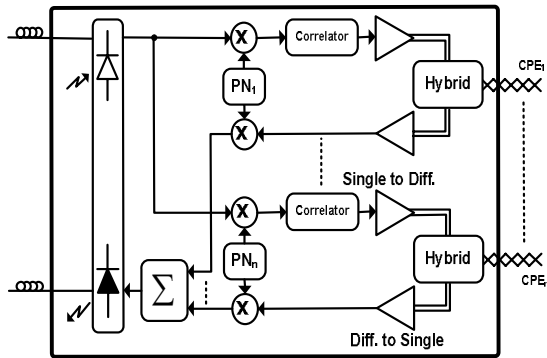 X
Correlator
CPE1
PN1
Hybrid
X
Single to Diff.
X
Correlator
PNn
Hybrid
Σ
CPEr
X
Diff. to Single